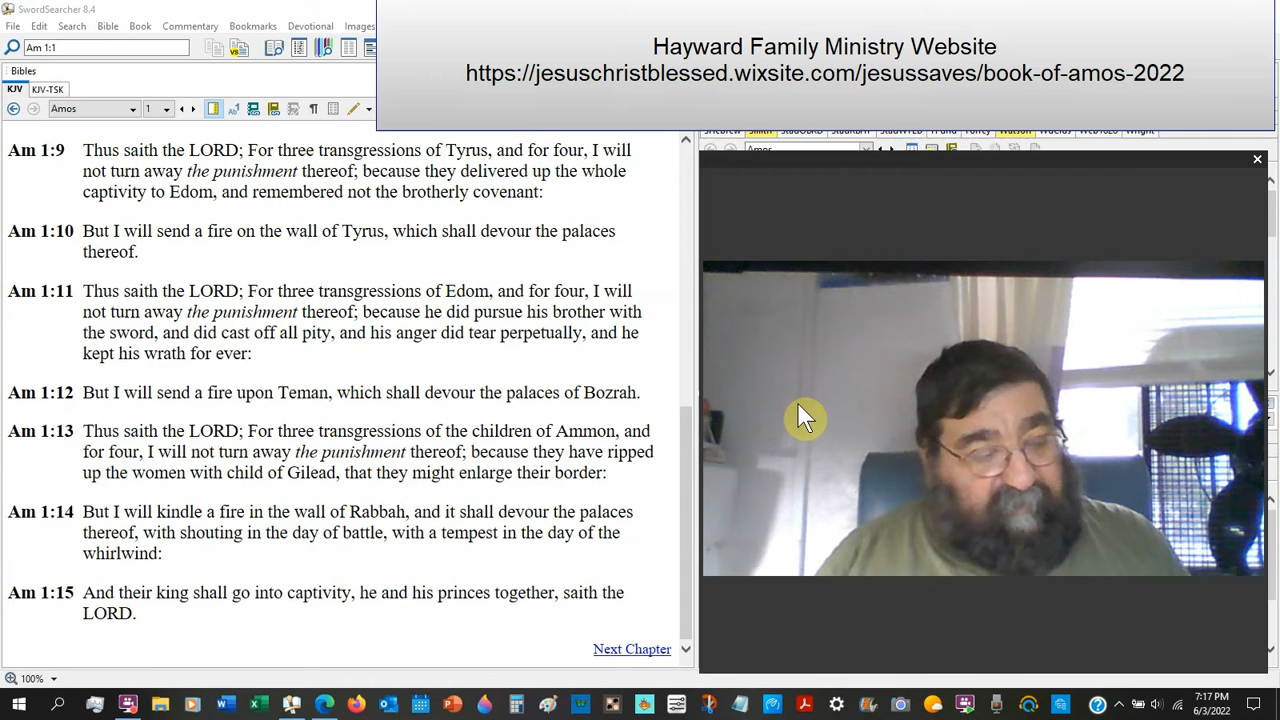 SwordSearcher 8.4
File Edit Search Bible Book Commentary Bookmarks Devotional Images
Hayward Family Ministry Website
https://jesuschristblessed.wixsite.com/jesussaves/book-of-amos-2022
Am 1:1
Bibles
KJV KJV-TSK
Amos 1
Am 1:9 Thus saith the LORD; For three transgressions of Tyrus, and for four, I will
not turn away the punishment thereof; because they delivered up the whole
captivity to Edom, and remembered not the brotherly covenant:
Am 1:10 But I will send a fire on the wall of Tyrus, which shall devour the palaces
thereof.
Am 1:11 Thus saith the LORD; For three transgressions of Edom, and for four, I will
not turn away the punishment thereof; because he did pursue his brother with
the sword, and did cast off all pity, and his anger did tear perpetually, and he
kept his wrath for ever:
Am 1:12 But I will send a fire upon Teman, which shall devour the palaces of Bozrah.
Am 1:13 Thus saith the LORD; For three transgressions of the children of Ammon, and
for four, I will not turn away the punishment thereof; because they have ripped
up the women with child of Gilead, that they might enlarge their border:
Am 1:14 But I will kindle a fire in the wall of Rabbah, and it shall devour the palaces
thereof, with shouting in the day of battle, with a tempest in the day of the
whirlwind:
Am 1:15 And their king shall go into captivity, he and his princes together, saith the
LORD.
Next Chapter
100%
Amos
7:17 PM
6/3/2022